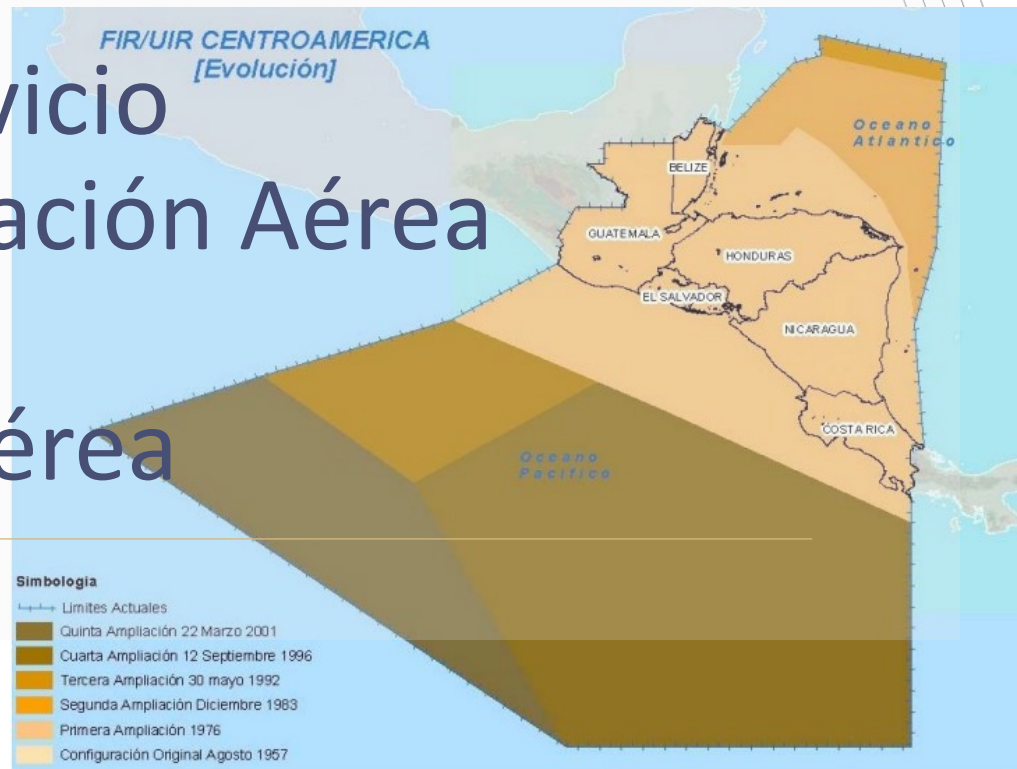 FIR/UIR CENTROAMERICA
[Evolución]
vicio
ación Aérea
érea
Oceano
Atlantico
BELIZE
GUATEMALA
HONDURAS
EL SALVADOR
NICARAGUA
COSTA RICA
Oceano
Pacifico
Simbologia
Limites Actuales
Quinta Ampliación 22 Marzo 2001
Cuarta Ampliación 12 Septiembre 1996
Tercera Ampliación 30 mayo 1992
Segunda Ampliación Diciembre 1983
Primera Ampliación 1976
Configuración Original Agosto 1957